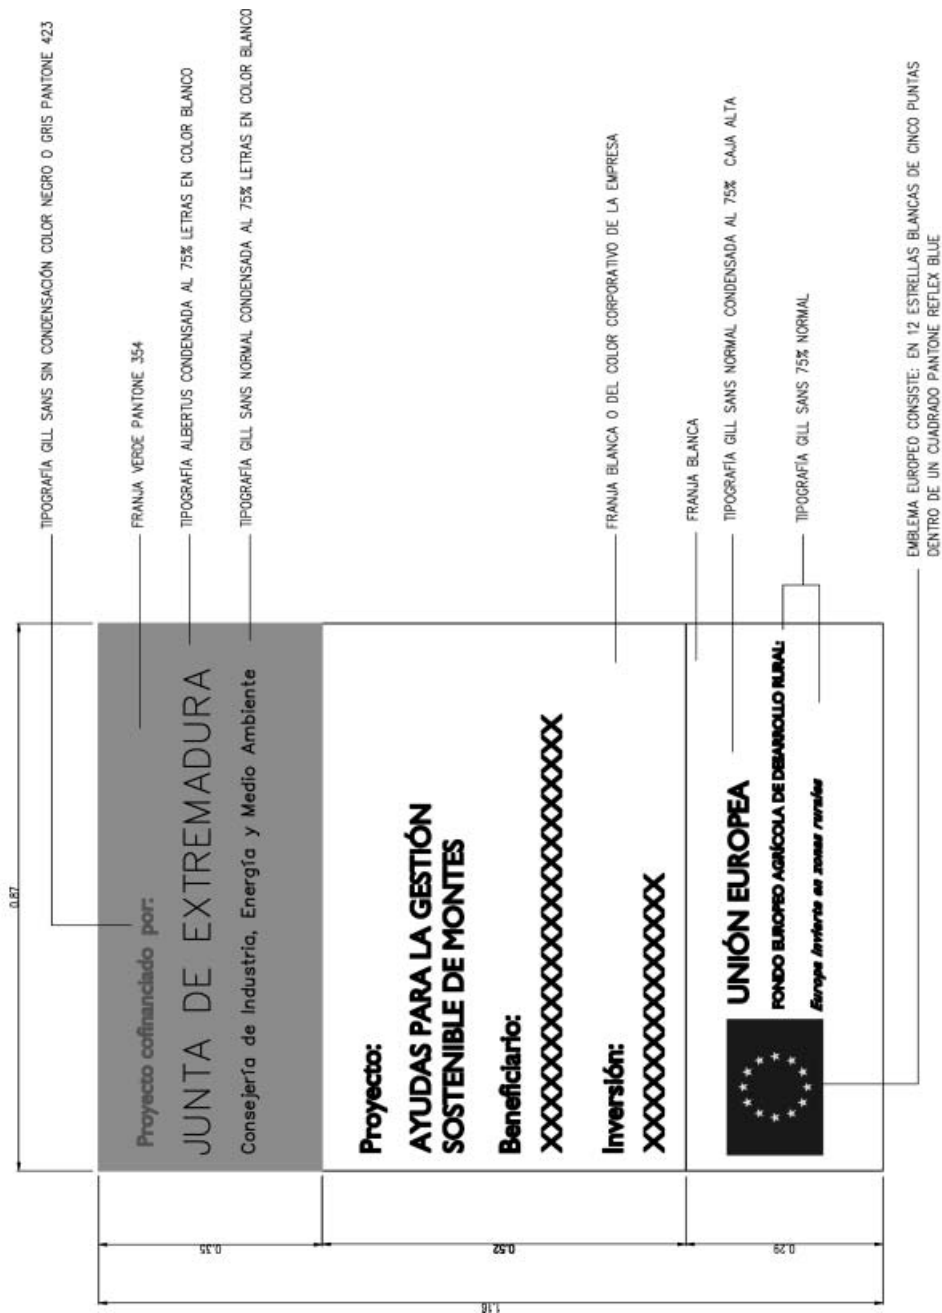 TIPOGRAFÍA GILL SANS SIN CONDENSACIÓN COLOR NEGRO O GRIS PANTONE 423
FRANJA VERDE PANTONE 354
TIPOGRAFÍA ALBERTUS CONDENSADA AL 75% LETRAS EN COLOR BLANCO
TIPOGRAFÍA GILL SANS NORMAL CONDENSADA AL 75% LETRAS EN COLOR BLANCO
FRANJA BLANCA O DEL COLOR CORPORATIVO DE LA EMPRESA
FRANJA BLANCA
TIPOGRAFÍA GILL SANS NORMAL CONDENSADA AL 75% CAJA ALTA
TIPOGRAFÍA GILL SANS 75% NORMAL
EMBLEMA EUROPEO CONSISTE: EN 12 ESTRELLAS BLANCAS DE CINCO PUNTAS
DENTRO DE UN CUADRADO PANTONE REFLEX BLUE
0.87
Proyecto cofinanciado por:
JUNTA DE EXTREMADURA
Consejería de Industria, Energía y Medio Ambiente
Proyecto:
AYUDAS PARA LA GESTIÓN
SOSTENIBLE DE MONTES
Beneficiario:
XXXXXXXXXXXXXXXXXXXXXXXX
Inversión:
XXXXXXXXXXXXXXX
UNIÓN EUROPEA
FONDO EUROPEO AGRÍCOLA DE DESARROLLO RURAL:
Europa invierte en zonas rurales
0.35
0.52
0.29
1.16